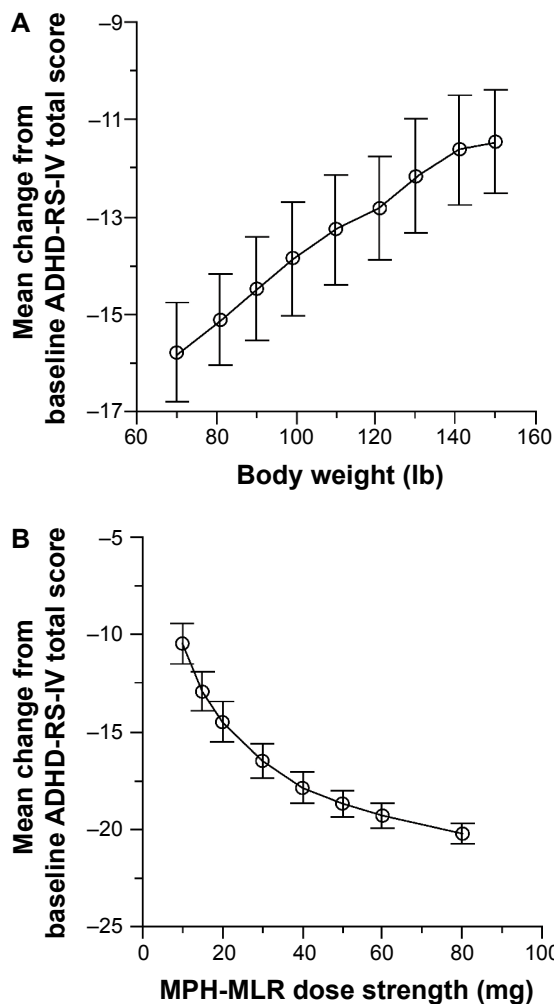 A
–9
–11
–13
–15
–17
60 80 100 120 140 160
Mean change from
baseline ADHD-RS-IV total score
Body weight (lb)
B
–5
–10
–15
–20
–25
0 20 40 60 80 100
Mean change from
baseline ADHD-RS-IV total score
MPH-MLR dose strength (mg)